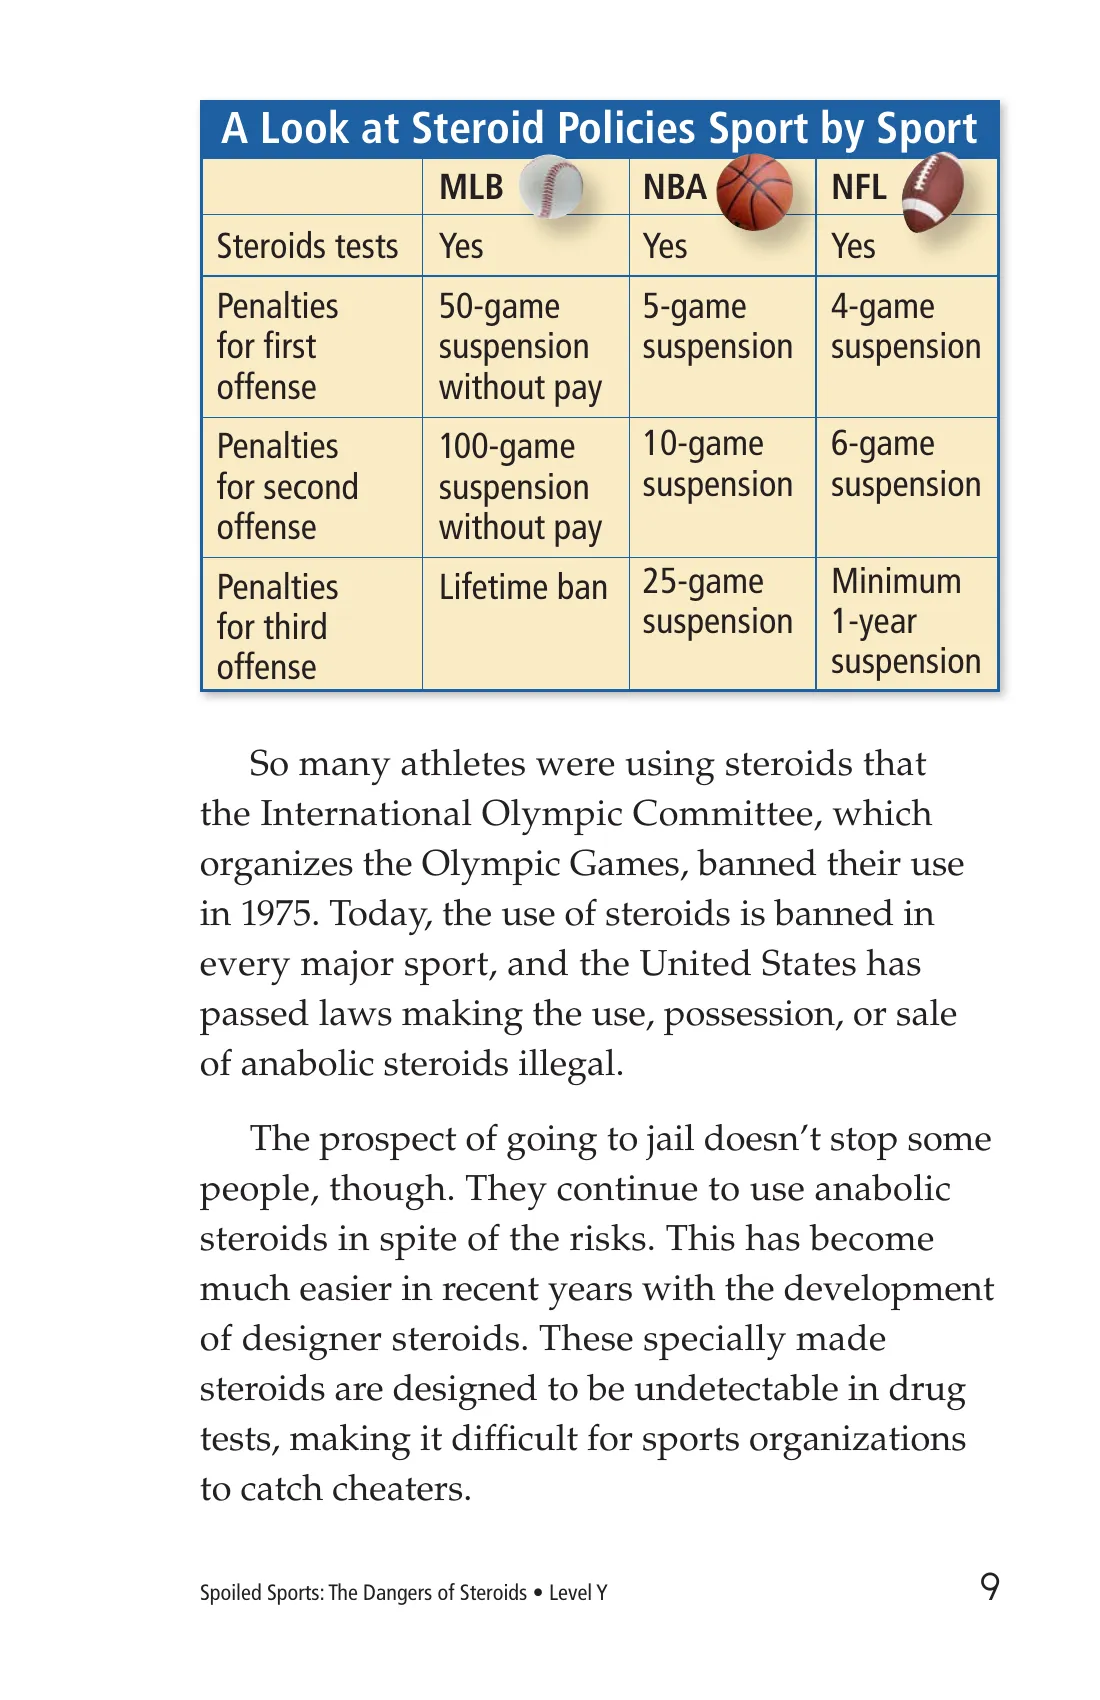 A Look at Steroid Policies Sport by Sport
MLB NBA NFL
Steroids tests Yes Yes Yes
Penalties
for first
offense
50-game
suspension
without pay
5-game
suspension
4-game
suspension
Penalties
for second
offense
100-game
suspension
without pay
10-game
suspension
6-game
suspension
Penalties
for third
offense
Lifetime ban
25-game
suspension
Minimum
1-year
suspension
So many athletes were using steroids that
the International Olympic Committee, which
organizes the Olympic Games, banned their use
in 1975. Today, the use of steroids is banned in
every major sport, and the United States has
passed laws making the use, possession, or sale
of anabolic steroids illegal.
The prospect of going to jail doesn’t stop some
people, though. They continue to use anabolic
steroids in spite of the risks. This has become
much easier in recent years with the development
of designer steroids. These specially made
steroids are designed to be undetectable in drug
tests, making it difficult for sports organizations
to catch cheaters.
Spoiled Sports: The Dangers of Steroids • Level Y 9